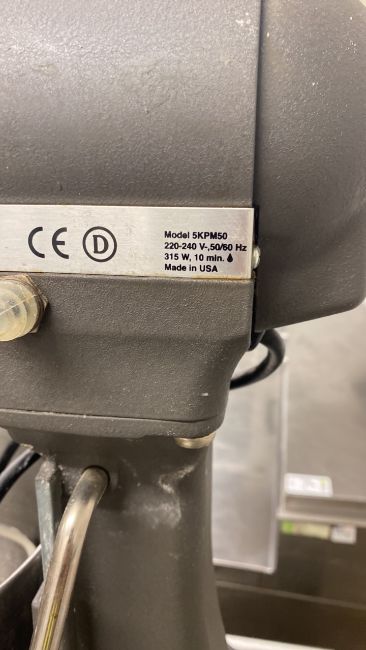 CE D
Model 5KPM50
220-240 V~,50/60 Hz
315 W, 10 min.
Made in USA